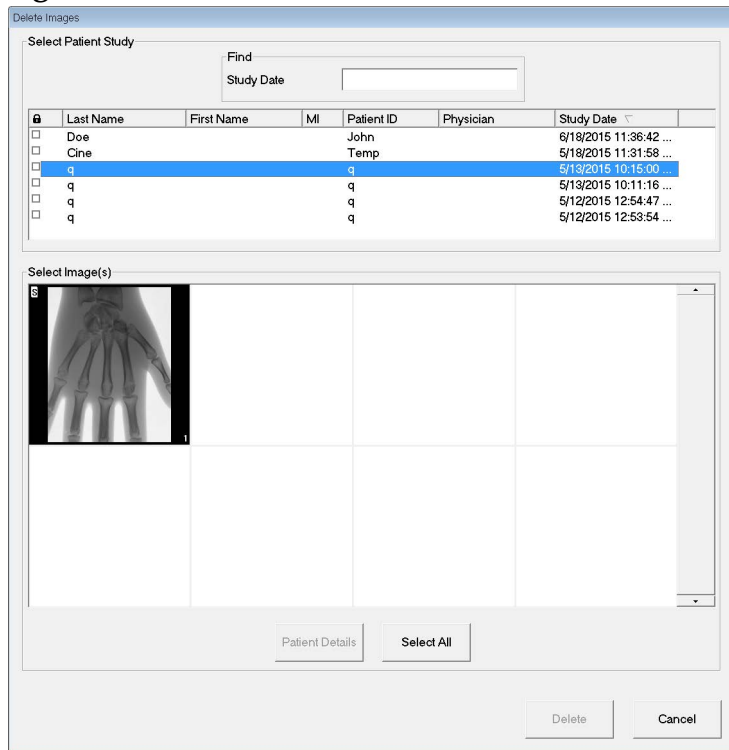 Delete Images
Select Patient Study
Find
Study Date
Last Name First Name MI Patient ID Physician Study Date
Doe John 6/18/2015 11:36:42 ...
Cine Temp 5/18/2015 11:31:58 ...
q q 5/13/2015 10:15:00 ...
q q 5/13/2015 10:11:16 ...
q q 5/12/2015 12:54:47 ...
q q 5/12/2015 12:53:54 ...
Select Image(s)
S
1
Patient Details Select All
Delete Cancel